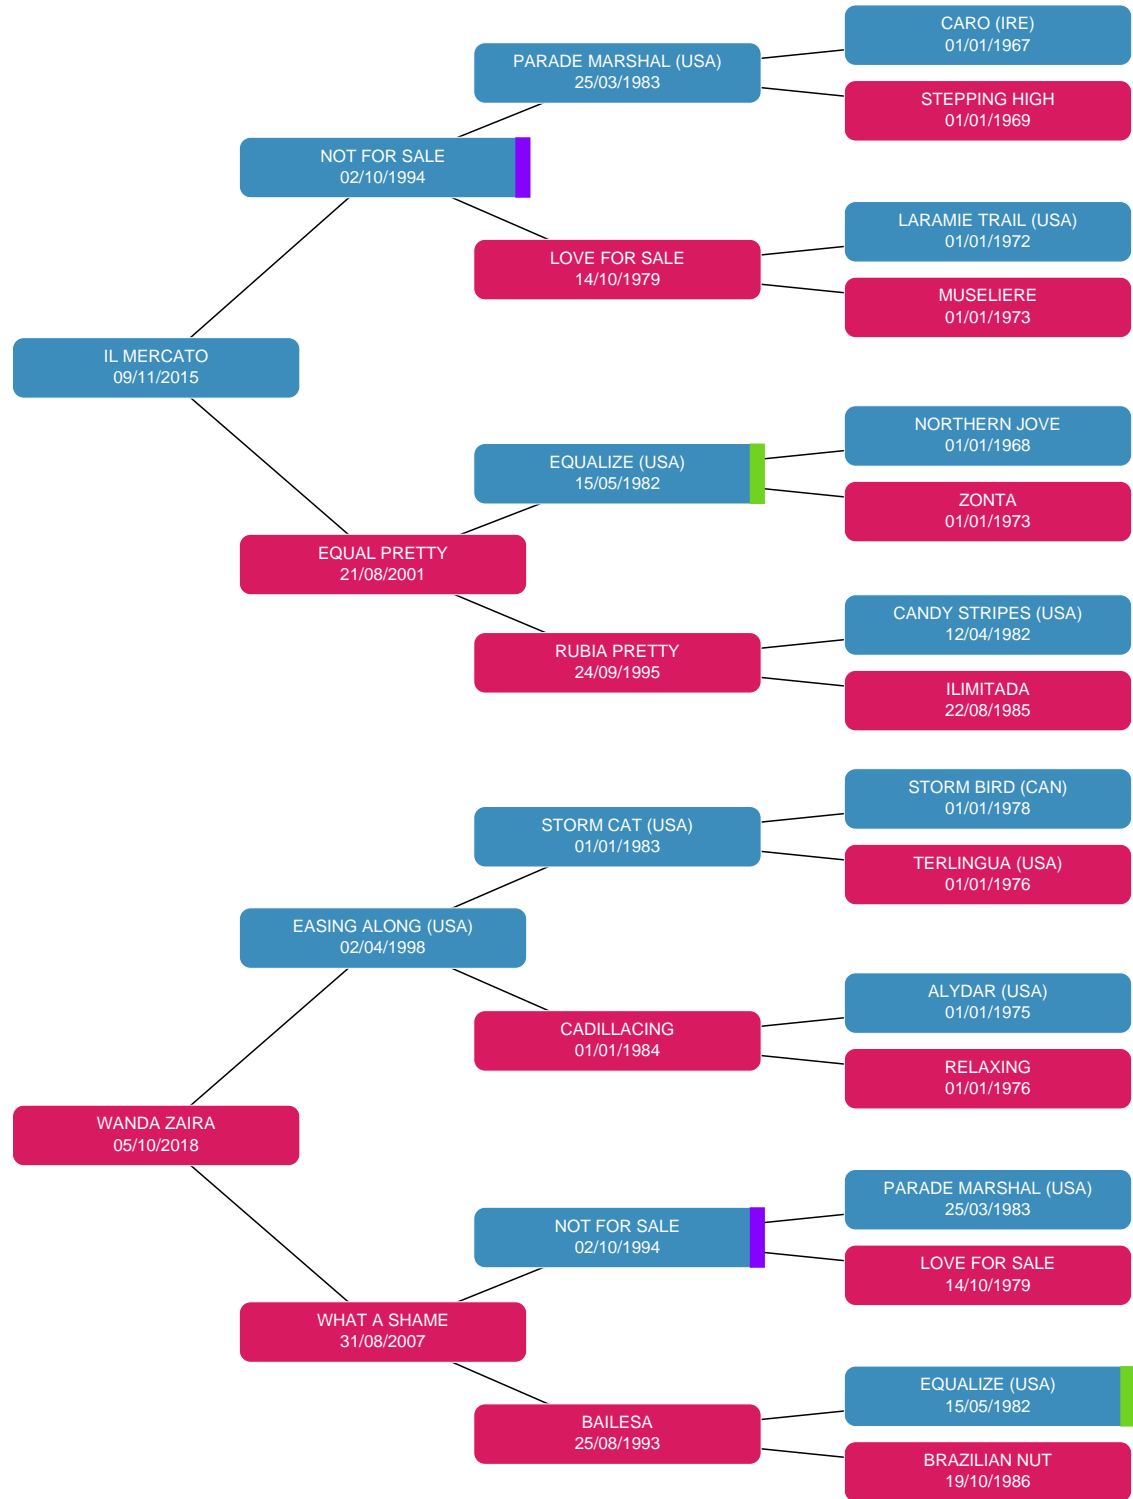 CARO (IRE)
01/01/1967
PARADE MARSHAL (USA)
25/03/1983
STEPPING HIGH
01/01/1969
NOT FOR SALE
02/10/1994
LARAMIE TRAIL (USA)
01/01/1972
LOVE FOR SALE
14/10/1979
MUSELIERE
01/01/1973
IL MERCATO
09/11/2015
NORTHERN JOVE
01/01/1968
EQUALIZE (USA)
15/05/1982
ZONTA
01/01/1973
EQUAL PRETTY
21/08/2001
CANDY STRIPES (USA)
12/04/1982
RUBIA PRETTY
24/09/1995
ILIMITADA
22/08/1985
STORM BIRD (CAN)
01/01/1978
STORM CAT (USA)
01/01/1983
TERLINGUA (USA)
01/01/1976
EASING ALONG (USA)
02/04/1998
ALYDAR (USA)
01/01/1975
CADILLACING
01/01/1984
RELAXING
01/01/1976
WANDA ZAIRA
05/10/2018
PARADE MARSHAL (USA)
25/03/1983
NOT FOR SALE
02/10/1994
LOVE FOR SALE
14/10/1979
WHAT A SHAME
31/08/2007
EQUALIZE (USA)
15/05/1982
BAILESA
25/08/1993
BRAZILIAN NUT
19/10/1986